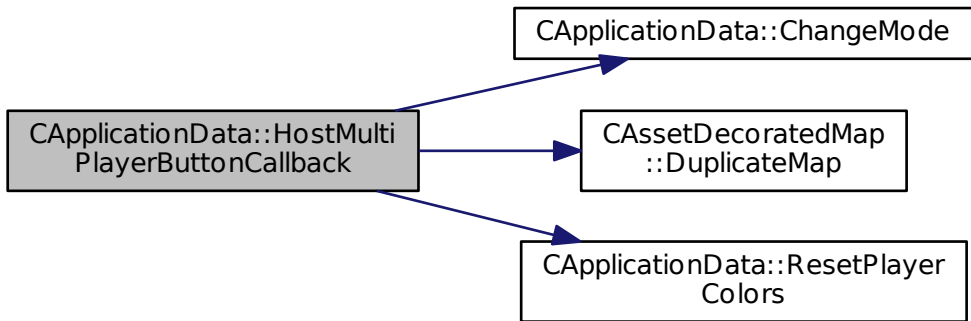 CApplicationData::ChangeMode
CApplicationData::HostMulti
PlayerButtonCallback
CAssetDecoratedMap
::DuplicateMap
CApplicationData::ResetPlayer
Colors